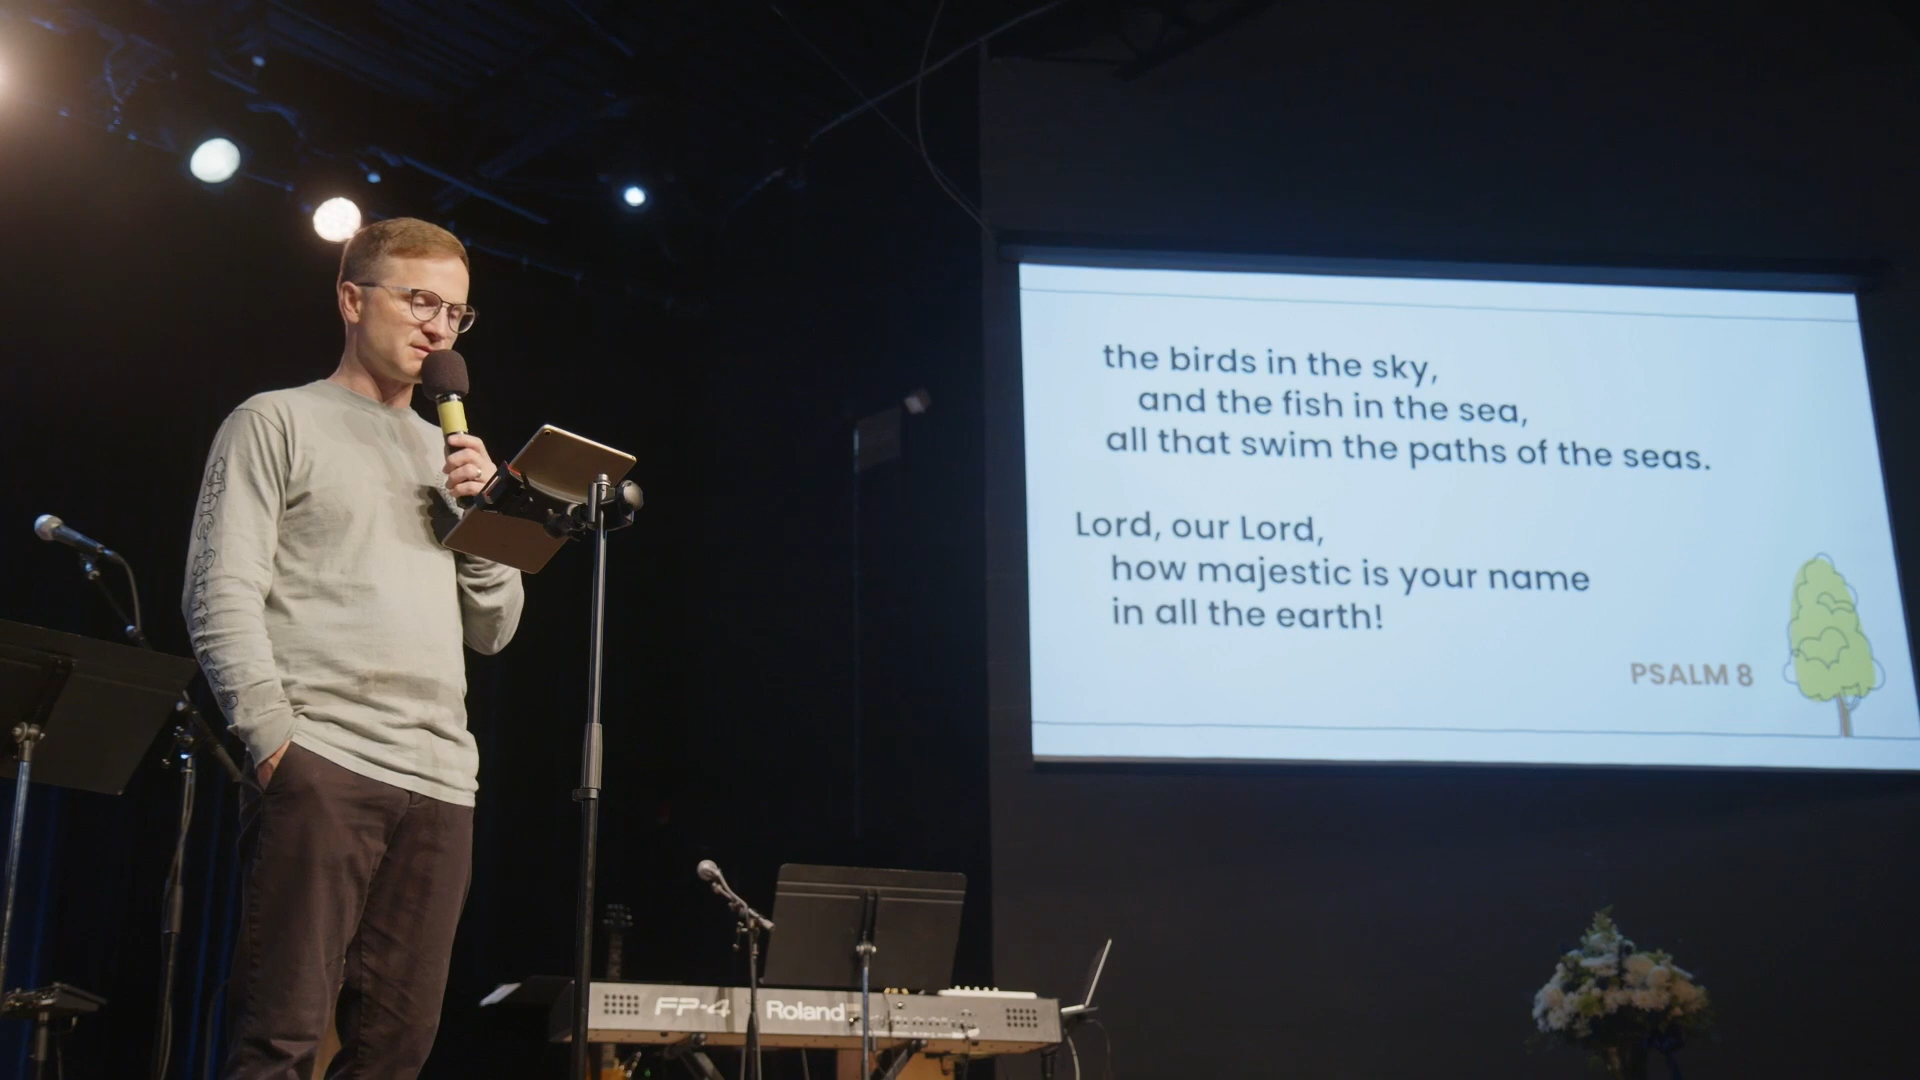 the birds in the sky,
and the fish in the sea,
all that swim the paths of the seas.
Lord, our Lord,
how majestic is your name
in all the earth!
PSALM 8
FP-4 Roland